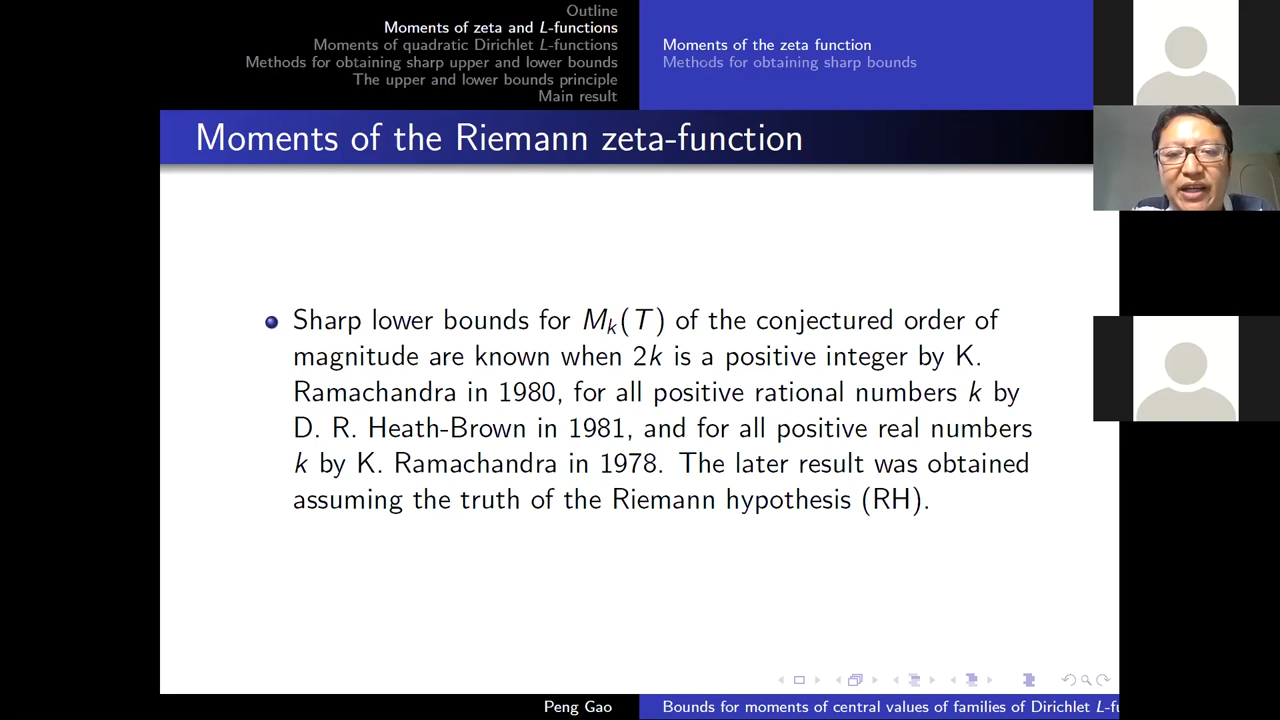 Outline
Moments of zeta and L-functions
Moments of quadratic Dirichlet L-functions
Methods for obtaining sharp upper and lower bounds
The upper and lower bounds principle
Main result
Moments of the zeta function
Methods for obtaining sharp bounds
Moments of the Riemann zeta-function
Sharp lower bounds for Mₖ(T) of the conjectured order of
magnitude are known when 2k is a positive integer by K.
Ramachandra in 1980, for all positive rational numbers k by
D. R. Heath-Brown in 1981, and for all positive real numbers
k by K. Ramachandra in 1978. The later result was obtained
assuming the truth of the Riemann hypothesis (RH).
Peng Gao
Bounds for moments of central values of families of Dirichlet L-fu